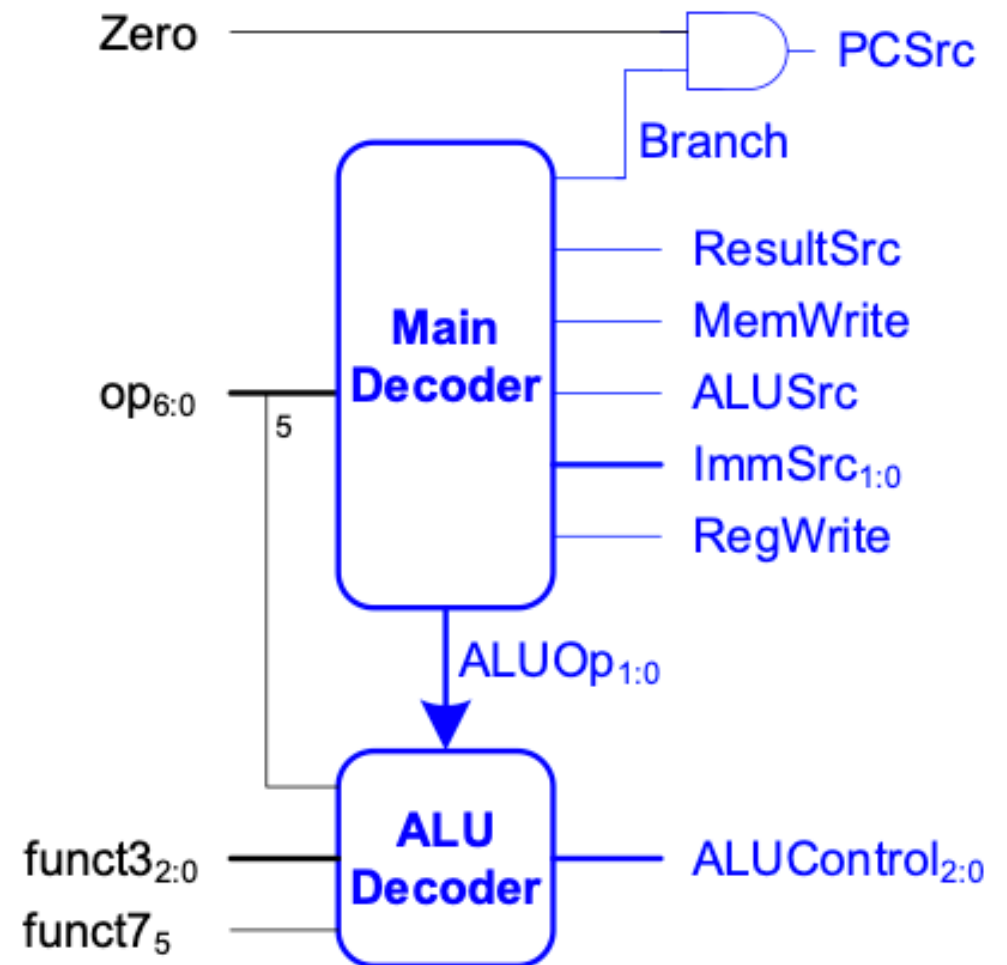 Zero
PCSrc
Branch
ResultSrc
Main
Decoder
MemWrite
op6:0
5
ALUSrc
ImmSrc1:0
RegWrite
ALUOp1:0
ALU
Decoder
funct32:0
ALUControl2:0
funct75